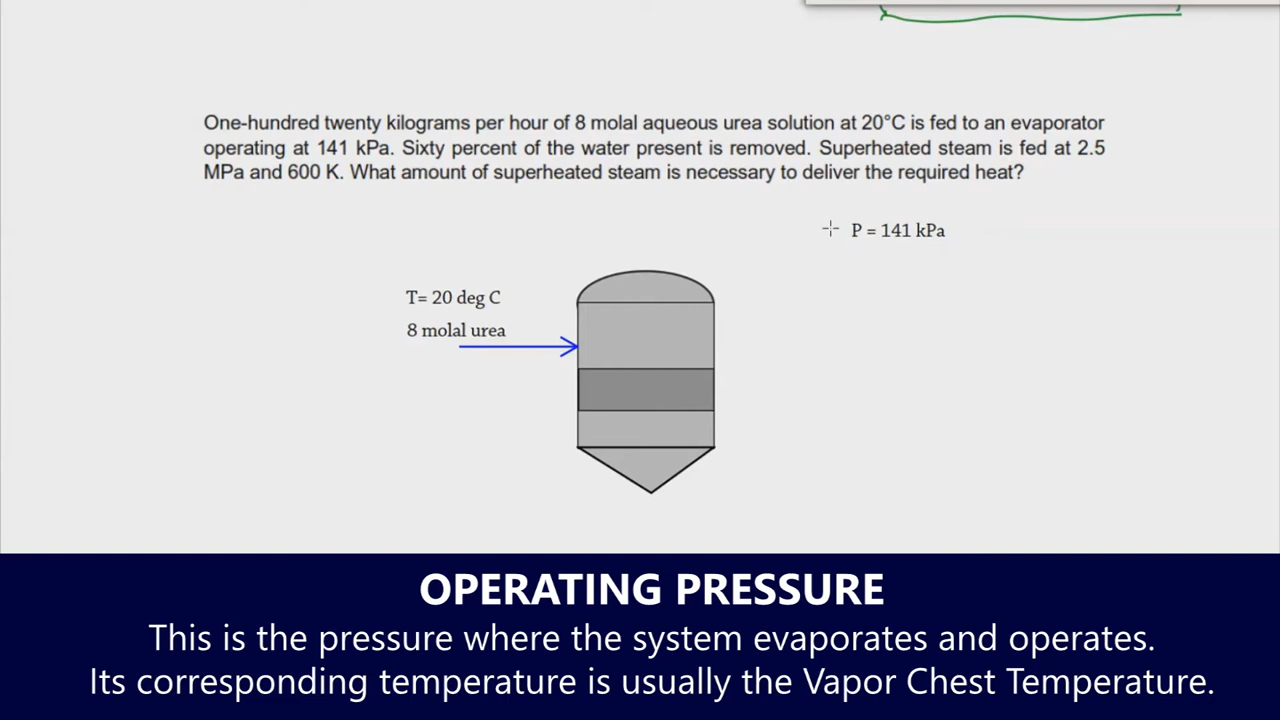 One-hundred twenty kilograms per hour of 8 molal aqueous urea solution at 20°C is fed to an evaporator
operating at 141 kPa. Sixty percent of the water present is removed. Superheated steam is fed at 2.5
MPa and 600 K. What amount of superheated steam is necessary to deliver the required heat?
P = 141 kPa
T= 20 deg C
8 molal urea
OPERATING PRESSURE
This is the pressure where the system evaporates and operates.
Its corresponding temperature is usually the Vapor Chest Temperature.